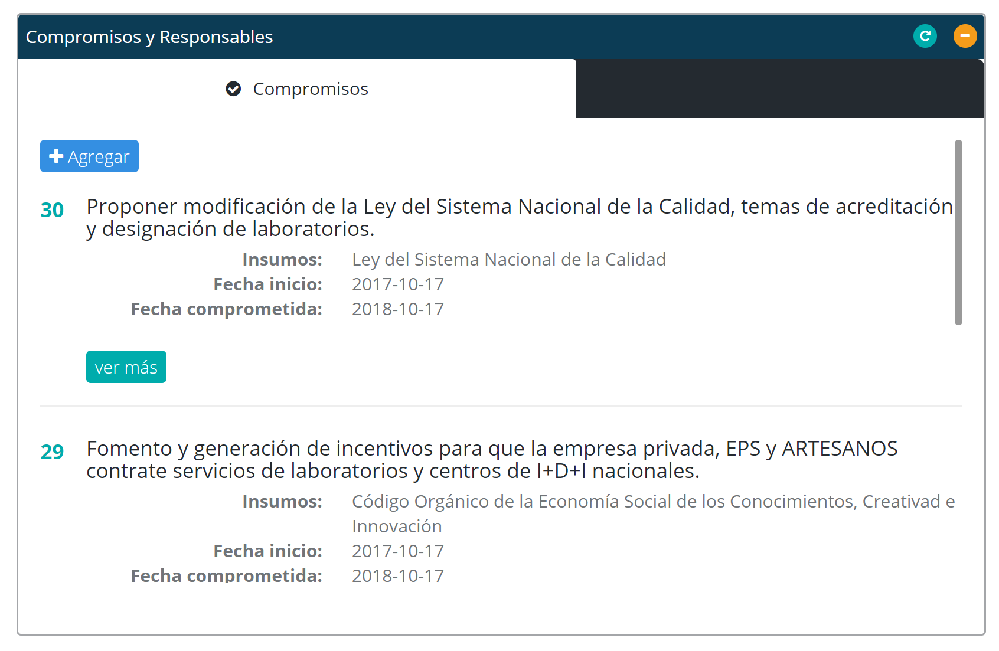 Compromisos y Responsables
Compromisos
Agregar
30
Proponer modificación de la Ley del Sistema Nacional de la Calidad, temas de acreditación
y designación de laboratorios.
Insumos: Ley del Sistema Nacional de la Calidad
Fecha inicio: 2017-10-17
Fecha comprometida: 2018-10-17
ver más
29
Fomento y generación de incentivos para que la empresa privada, EPS y ARTESANOS
contrate servicios de laboratorios y centros de I+D+I nacionales.
Insumos: Código Orgánico de la Economía Social de los Conocimientos, Creativad e
Innovación
Fecha inicio: 2017-10-17
Fecha comprometida: 2018-10-17